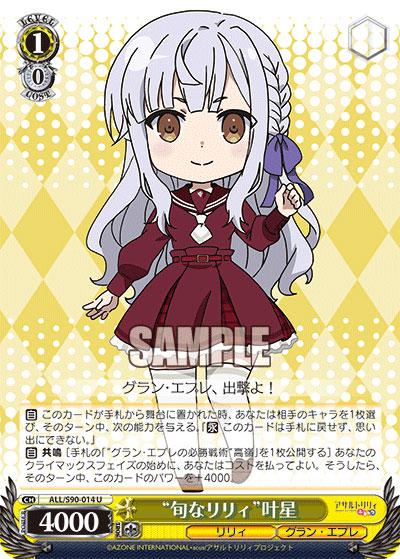 LEVEL
1
0
COST
SAMPLE
グラン・エプレ、出撃よ!
自 このカードが手札から舞台に置かれた時、あなたは相手のキャラを1枚選
び、そのターン中、次の能力を与える。『永 このカードは手札に戻せず、思
い出にできない。』
自 共鳴 [手札の「“グラン・エプレの必勝戦術”高嶺」を1枚公開する] あなたの
クライマックスフェイズの始めに、あなたはコストを払ってよい。そうしたら、
そのターン中、このカードのパワーを+4000。
CH ALL/S90-014 U
POWER 4000
“旬なリリィ”叶星
リリィ
グラン・エプレ
アサルトリリィ
©AZONE INTERNATIONAL・acus/アサルトリリィプロジェクト